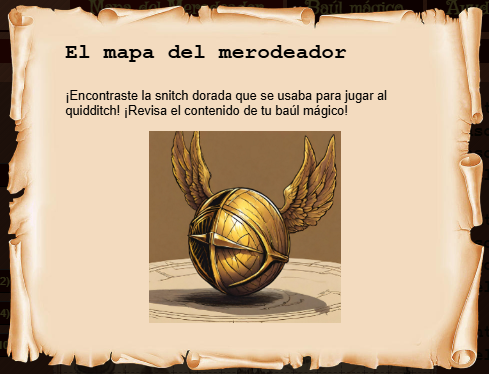 El mapa del merodeador
¡Encontraste la snitch dorada que se usaba para jugar al
quidditch! ¡Revisa el contenido de tu baúl mágico!